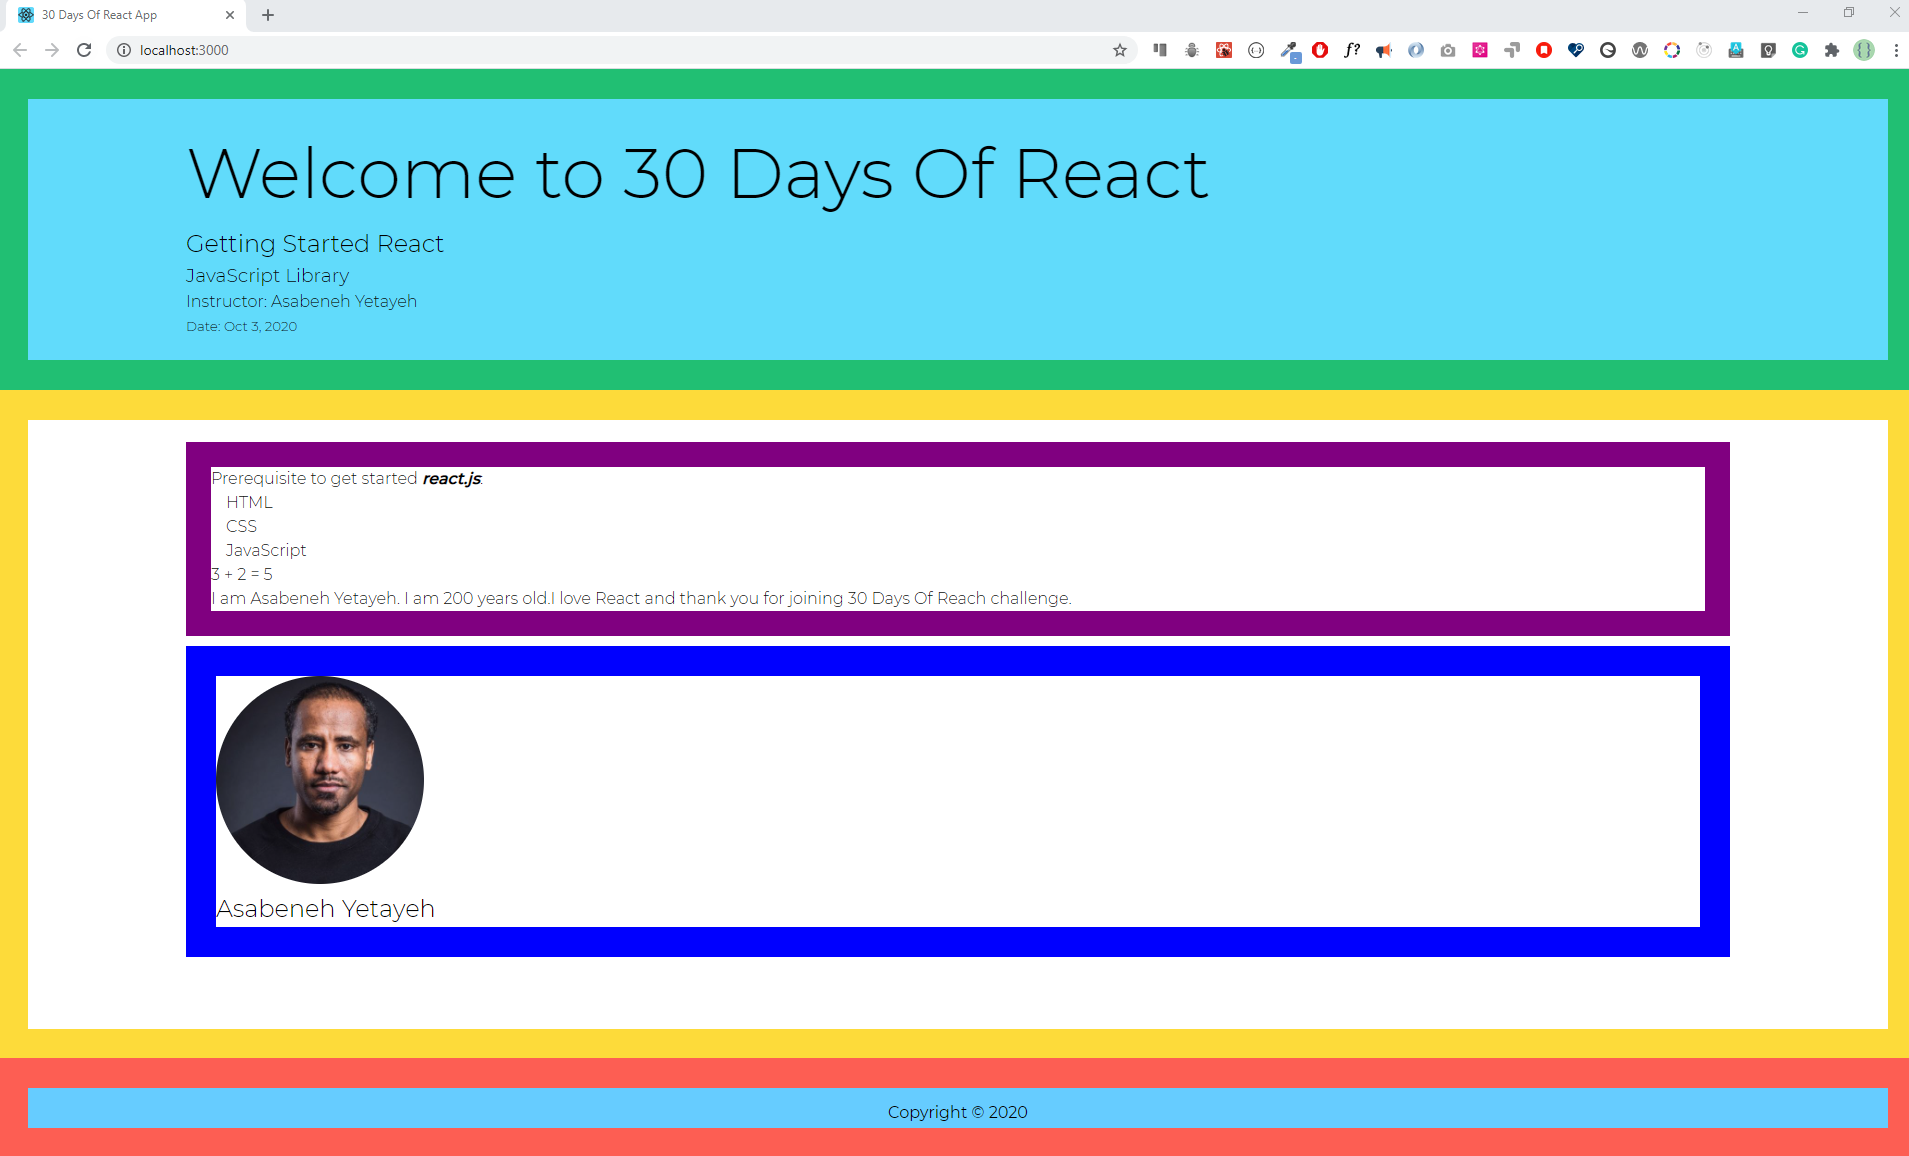 30 Days Of React App
localhost:3000
f?
Welcome to 30 Days Of React
Getting Started React
JavaScript Library
Instructor: Asabeneh Yetayeh
Date: Oct 3, 2020
Prerequisite to get started react.js:
HTML
CSS
JavaScript
3 + 2 = 5
I am Asabeneh Yetayeh. I am 200 years old.I love React and thank you for joining 30 Days Of Reach challenge.
Asabeneh Yetayeh
Copyright © 2020